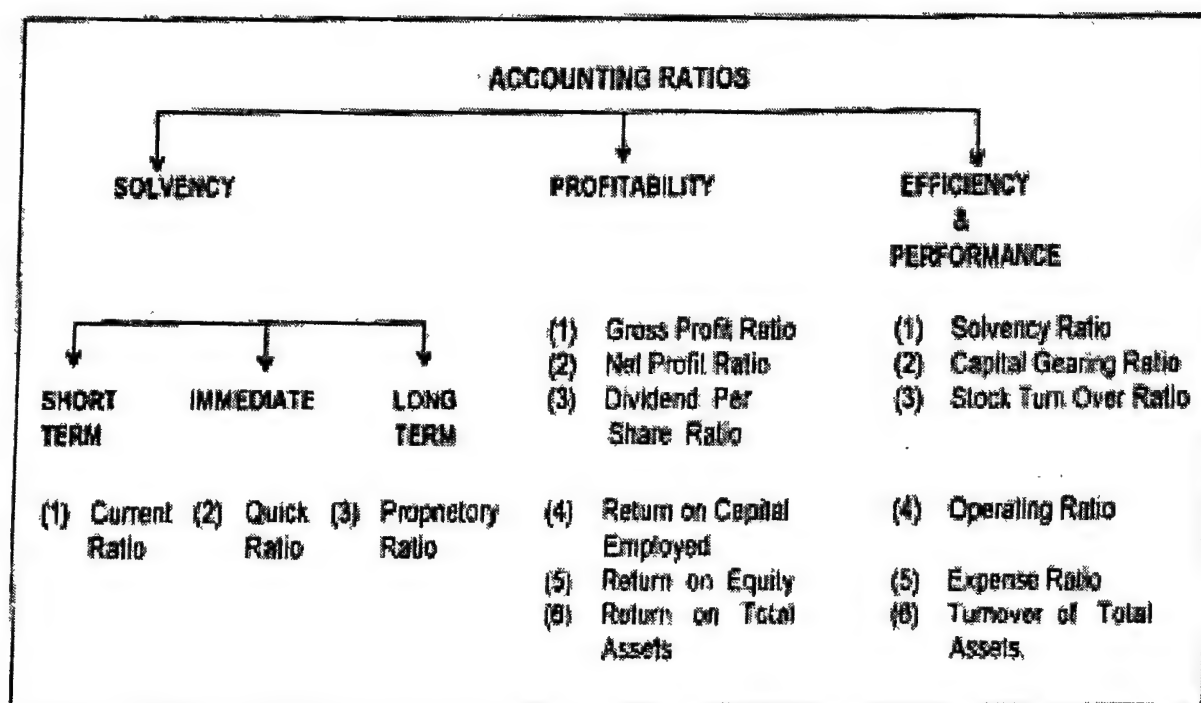 ACCOUNTING RATIOS
SOLVENCY
PROFITABILITY
EFFICIENCY
&
PERFORMANCE
SHORT
TERM
IMMEDIATE
LONG
TERM
(1) Current
Ratio
(2) Quick
Ratio
(3) Proprietory
Ratio
(1) Gross Profit Ratio
(2) Net Profit Ratio
(3) Dividend Per
Share Ratio
(4) Return on Capital
Employed
(5) Return on Equity
(6) Return on Total
Assets
(1) Solvency Ratio
(2) Capital Gearing Ratio
(3) Stock Turn Over Ratio
(4) Operating Ratio
(5) Expense Ratio
(6) Turnover of Total
Assets.